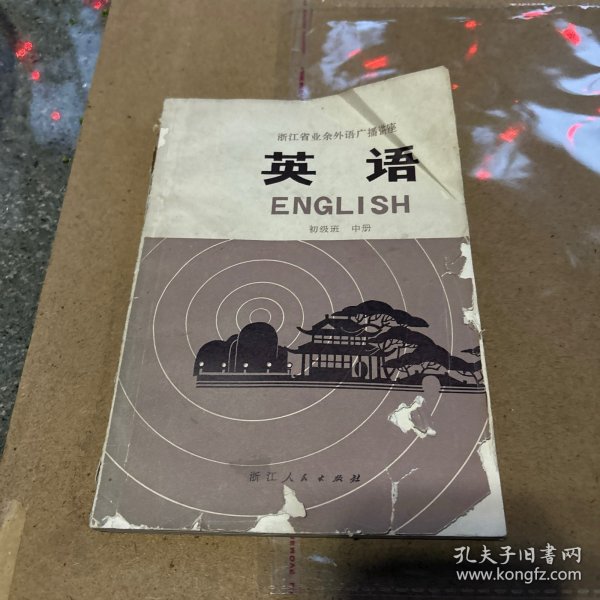 浙江省业余外语广播讲座
英语
ENGLISH
初级班 中册
浙江人民出版社
孔夫子旧书网
www.kongfz.com